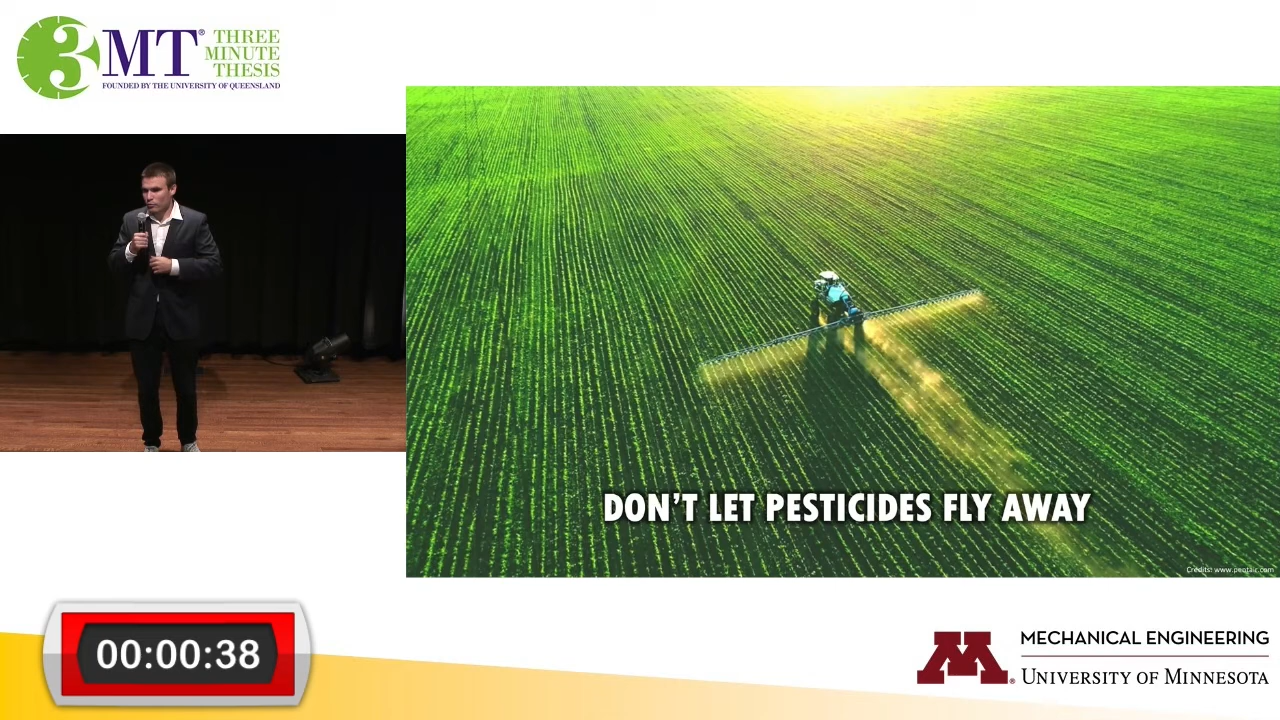 3MT® THREE
MINUTE
THESIS
FOUNDED BY THE UNIVERSITY OF QUEENSLAND
DON'T LET PESTICIDES FLY AWAY
Credits: www.peotair.com
00:00:38
M® MECHANICAL ENGINEERING
UNIVERSITY OF MINNESOTA